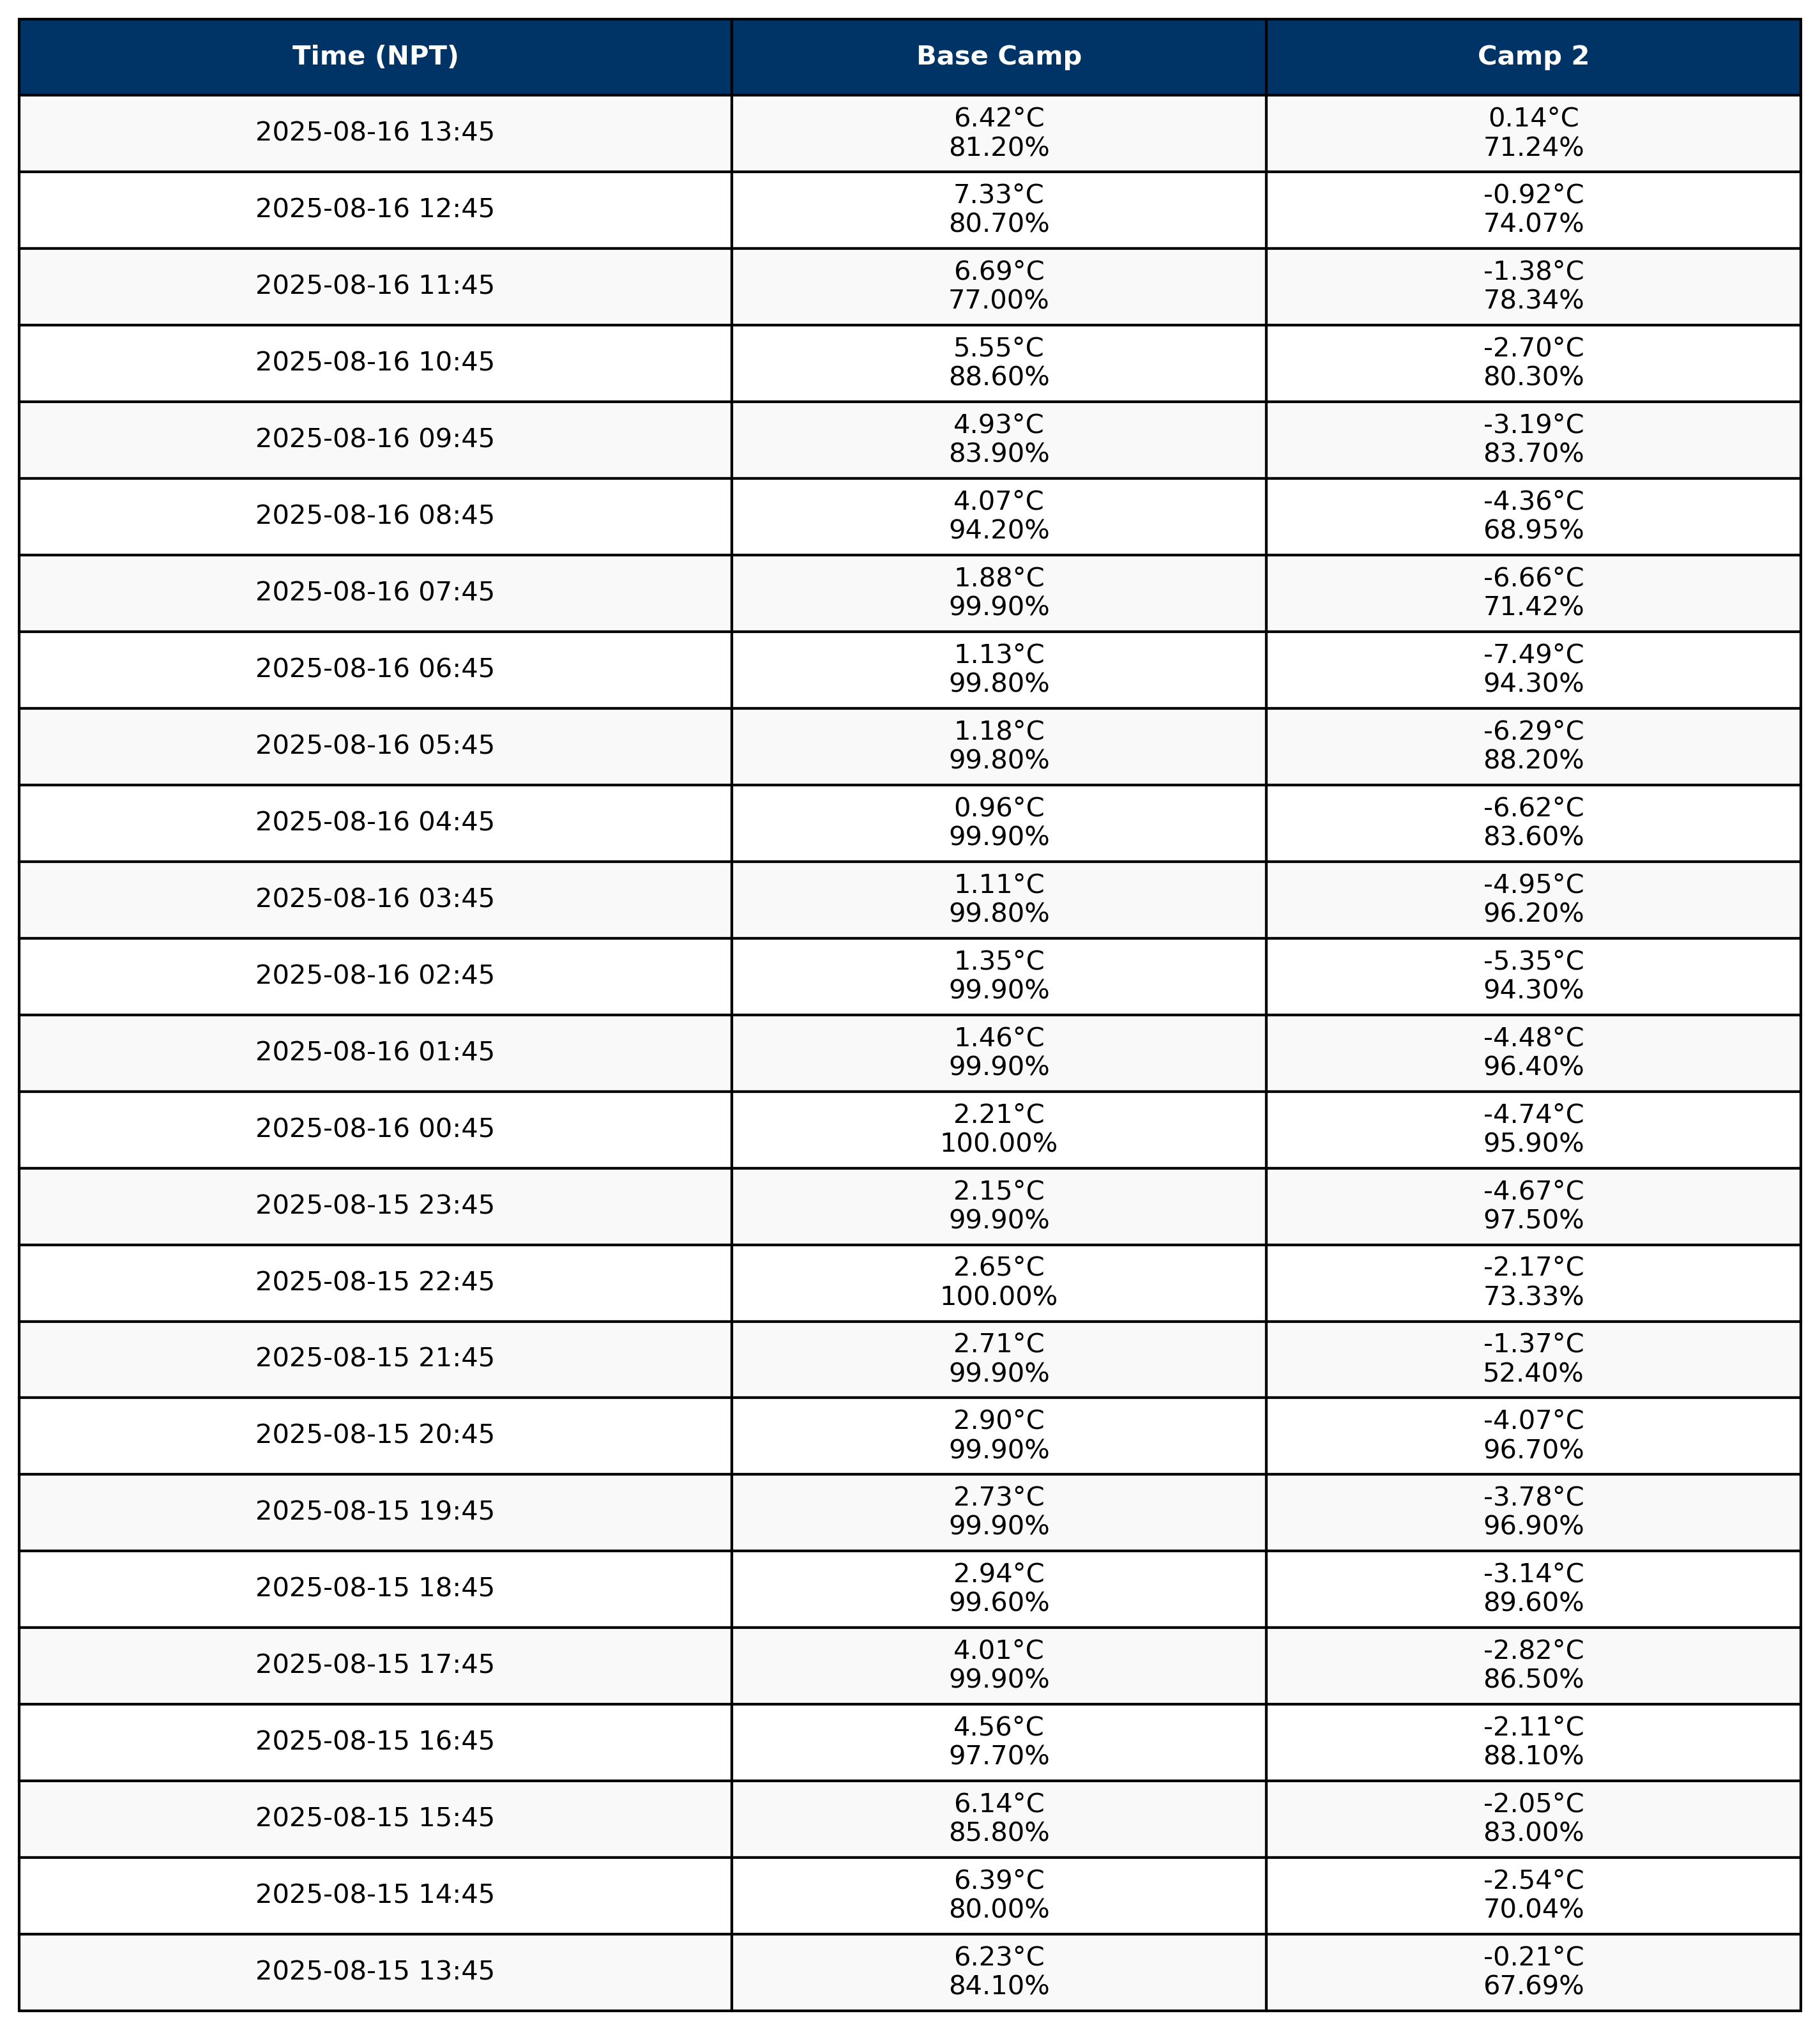 Time (NPT) Base Camp Camp 2
2025-08-16 13:45 6.42°C 0.14°C
81.20% 71.24%
2025-08-16 12:45 7.33°C -0.92°C
80.70% 74.07%
2025-08-16 11:45 6.69°C -1.38°C
77.00% 78.34%
2025-08-16 10:45 5.55°C -2.70°C
88.60% 80.30%
2025-08-16 09:45 4.93°C -3.19°C
83.90% 83.70%
2025-08-16 08:45 4.07°C -4.36°C
94.20% 68.95%
2025-08-16 07:45 1.88°C -6.66°C
99.90% 71.42%
2025-08-16 06:45 1.13°C -7.49°C
99.80% 94.30%
2025-08-16 05:45 1.18°C -6.29°C
99.80% 88.20%
2025-08-16 04:45 0.96°C -6.62°C
99.90% 83.60%
2025-08-16 03:45 1.11°C -4.95°C
99.80% 96.20%
2025-08-16 02:45 1.35°C -5.35°C
99.90% 94.30%
2025-08-16 01:45 1.46°C -4.48°C
99.90% 96.40%
2025-08-16 00:45 2.21°C -4.74°C
100.00% 95.90%
2025-08-15 23:45 2.15°C -4.67°C
99.90% 97.50%
2025-08-15 22:45 2.65°C -2.17°C
100.00% 73.33%
2025-08-15 21:45 2.71°C -1.37°C
99.90% 52.40%
2025-08-15 20:45 2.90°C -4.07°C
99.90% 96.70%
2025-08-15 19:45 2.73°C -3.78°C
99.90% 96.90%
2025-08-15 18:45 2.94°C -3.14°C
99.60% 89.60%
2025-08-15 17:45 4.01°C -2.82°C
99.90% 86.50%
2025-08-15 16:45 4.56°C -2.11°C
97.70% 88.10%
2025-08-15 15:45 6.14°C -2.05°C
85.80% 83.00%
2025-08-15 14:45 6.39°C -2.54°C
80.00% 70.04%
2025-08-15 13:45 6.23°C -0.21°C
84.10% 67.69%